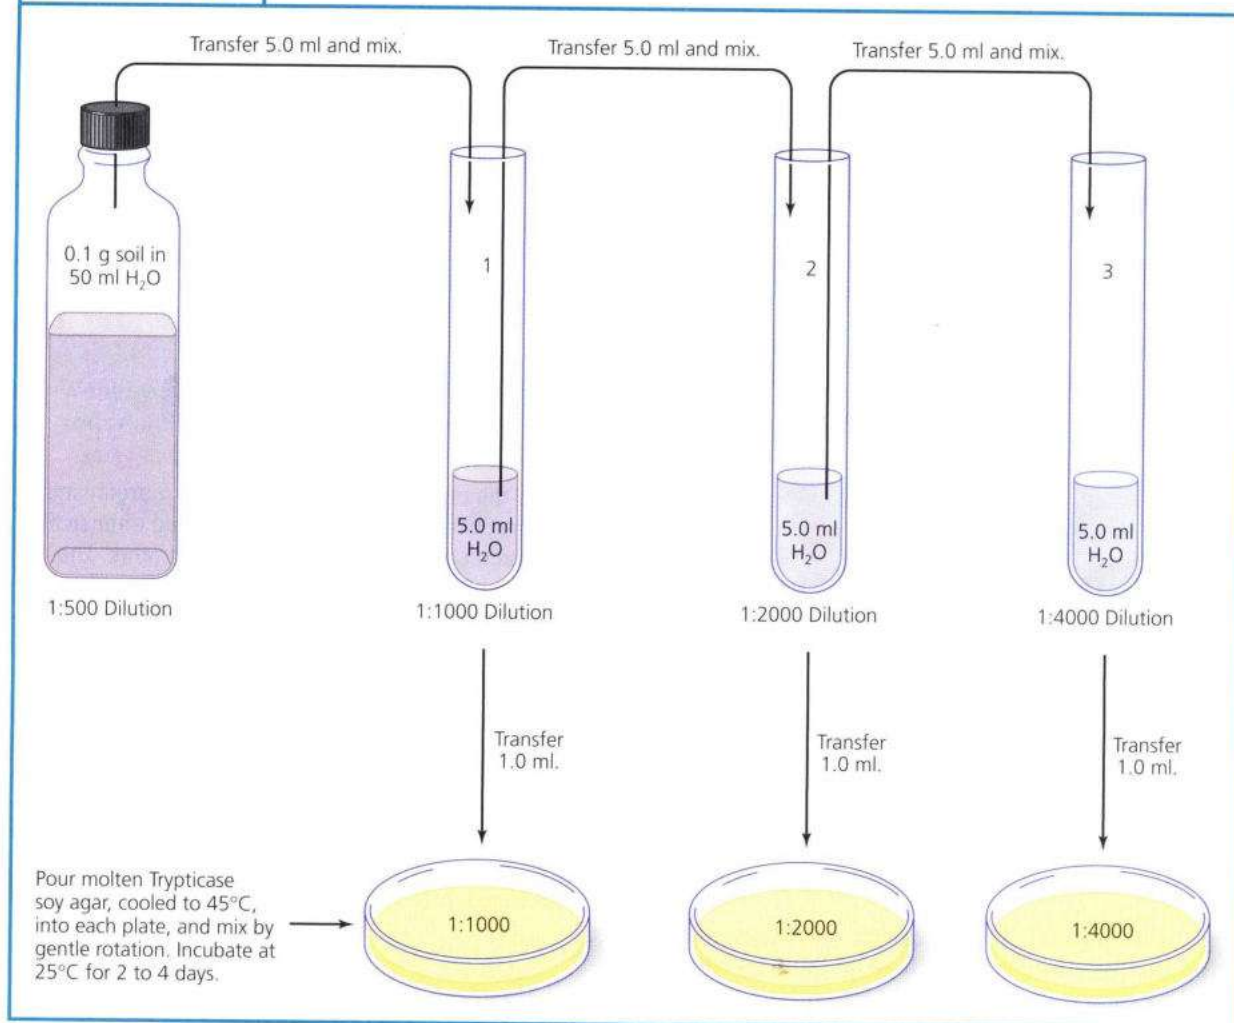 Transfer 5.0 ml and mix.
Transfer 5.0 ml and mix.
Transfer 5.0 ml and mix.
0.1 g soil in
50 ml H₂O
1
2
3
5.0 ml
H₂O
5.0 ml
H₂O
5.0 ml
H₂O
1:500 Dilution
1:1000 Dilution
1:2000 Dilution
1:4000 Dilution
Transfer
1.0 ml.
Transfer
1.0 ml.
Transfer
1.0 ml.
Pour molten Trypticase
soy agar, cooled to 45°C,
into each plate, and mix by
gentle rotation. Incubate at
25°C for 2 to 4 days.
1:1000
1:2000
1:4000